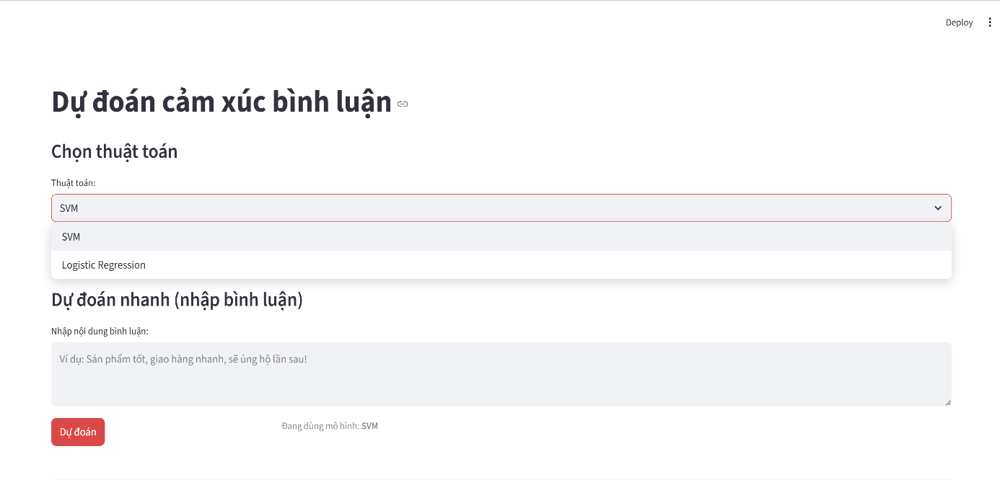 Deploy
Dự đoán cảm xúc bình luận
Chọn thuật toán
Thuật toán:
SVM
SVM
Logistic Regression
Dự đoán nhanh (nhập bình luận)
Nhập nội dung bình luận:
Ví dụ: Sản phẩm tốt, giao hàng nhanh, sẽ ủng hộ lần sau!
Dự đoán
Đang dùng mô hình: SVM